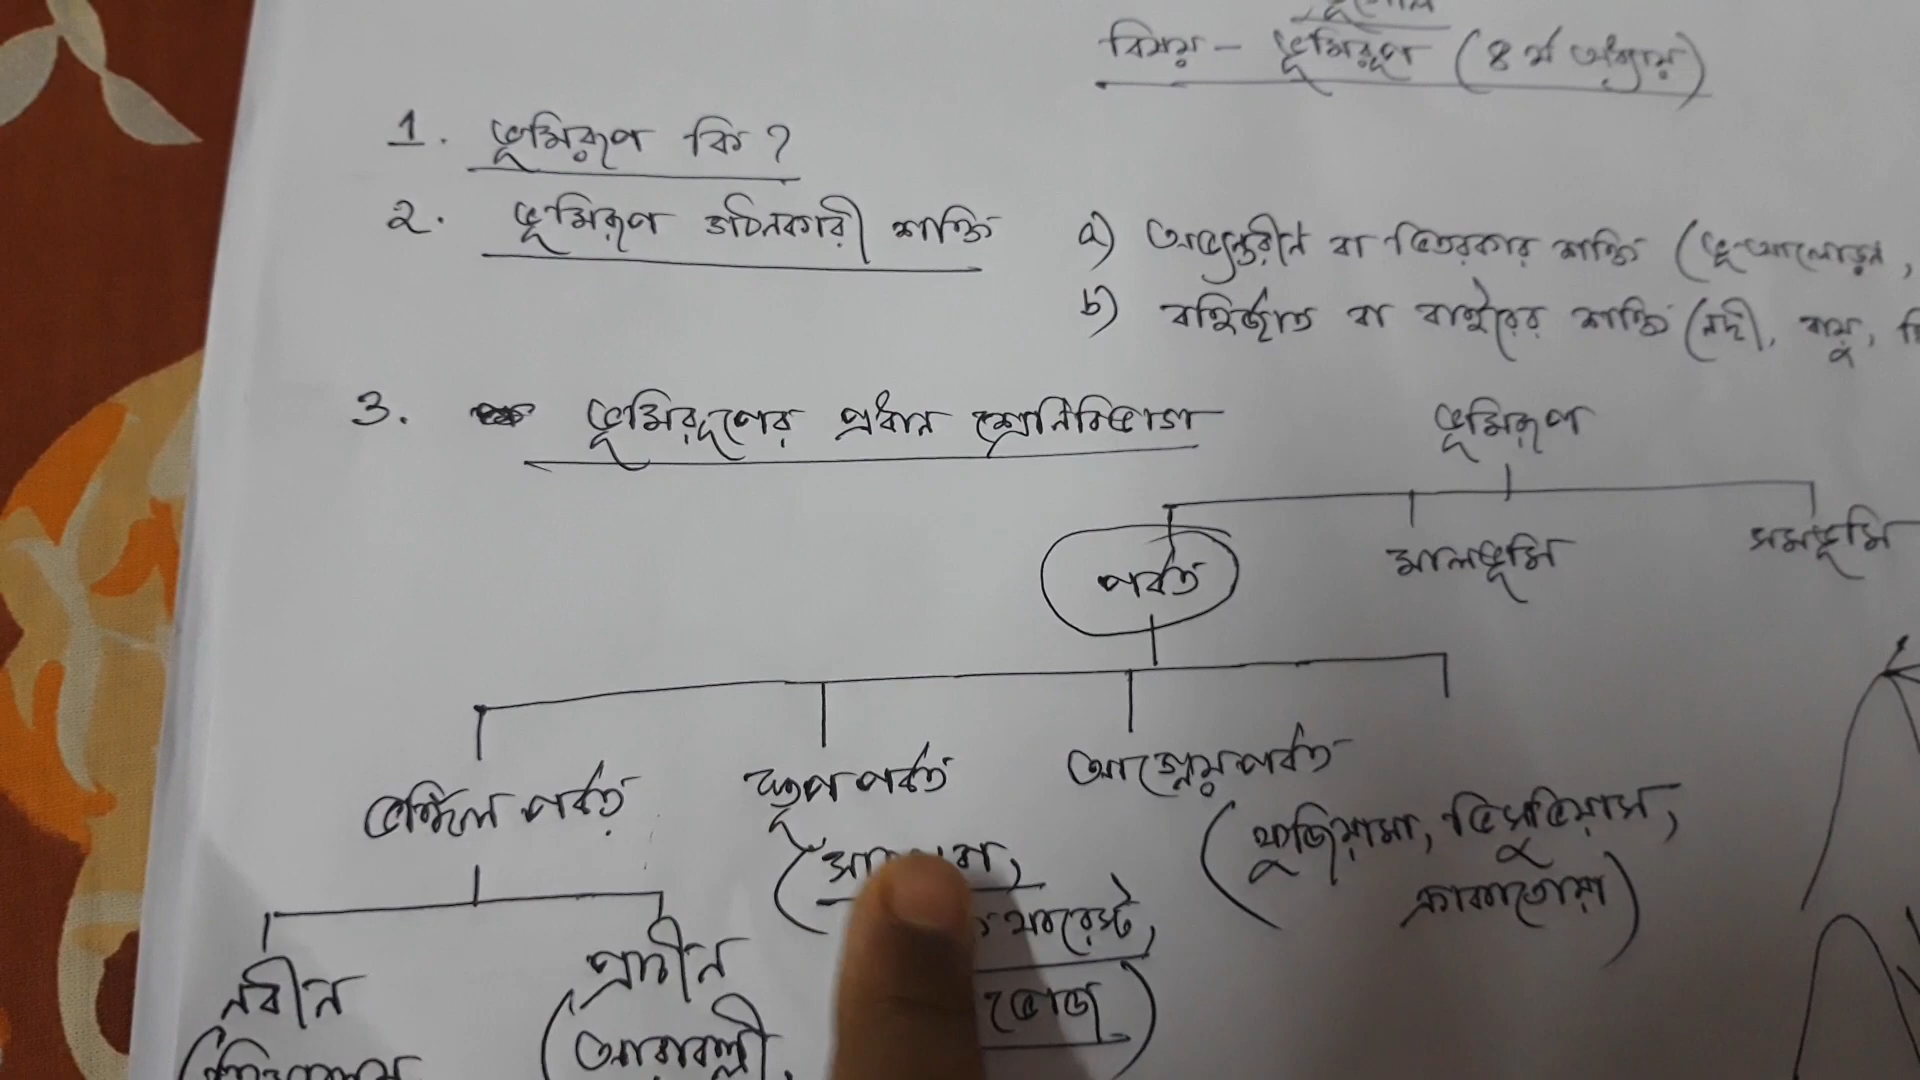 বিষয় - ভূমিরূপ (৪র্থ অধ্যায়)
1. ভূমিরূপ কি?
২. ভূমিরূপ গঠনকারী শক্তি
a) অভ্যন্তরীন বা ভিতরকার শক্তি (ভূ-আলোড়ন,
b) বহির্জাত বা বাইরের শক্তি (নদী, বায়ু,
3. ভূমিরূপের প্রধান শ্রেনিবিভাগ
ভূমিরূপ
পর্বত মালভূমি সমভূমি
ভঙ্গিল পর্বত স্তূপ পর্বত আগ্নেয় পর্বত
(ফুজিয়ামা, ভিসুভিয়াস,
ক্রাকাতোয়া)
নবীন প্রাচীন
(আরাবল্লী,